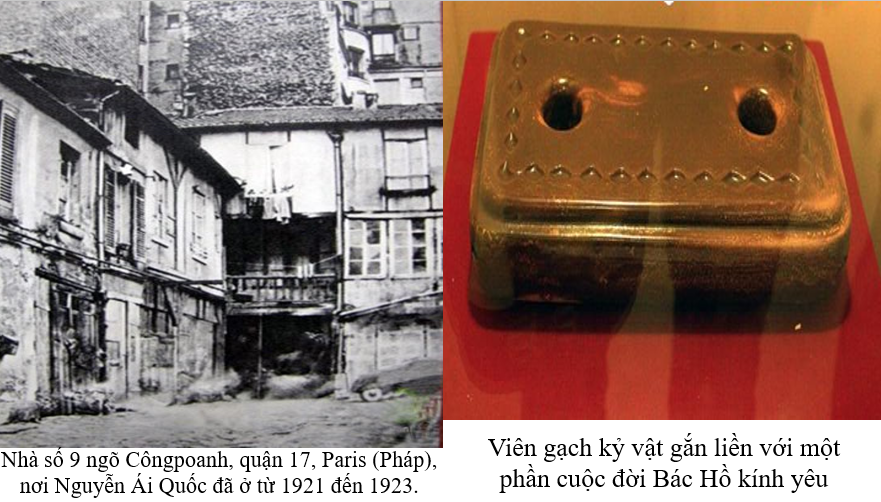 Nhà số 9 ngõ Côngpoanh, quận 17, Paris (Pháp),
nơi Nguyễn Ái Quốc đã ở từ 1921 đến 1923.
Viên gạch kỷ vật gắn liền với một
phần cuộc đời Bác Hồ kính yêu